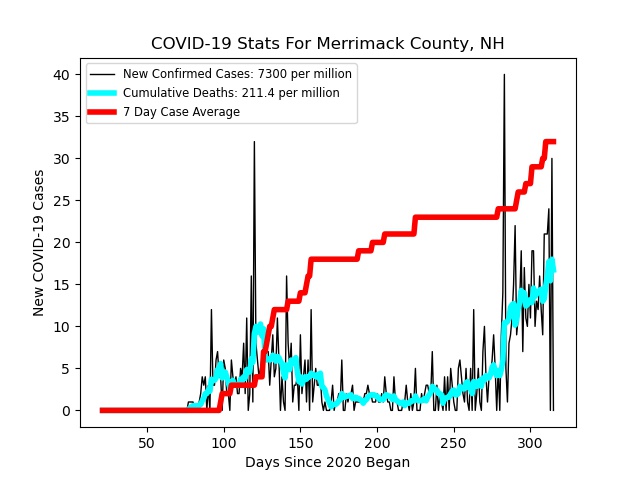 COVID-19 Stats For Merrimack County, NH
New Confirmed Cases: 7300 per million
Cumulative Deaths: 211.4 per million
7 Day Case Average
New COVID-19 Cases
40
35
30
25
20
15
10
5
0
50 100 150 200 250 300
Days Since 2020 Began